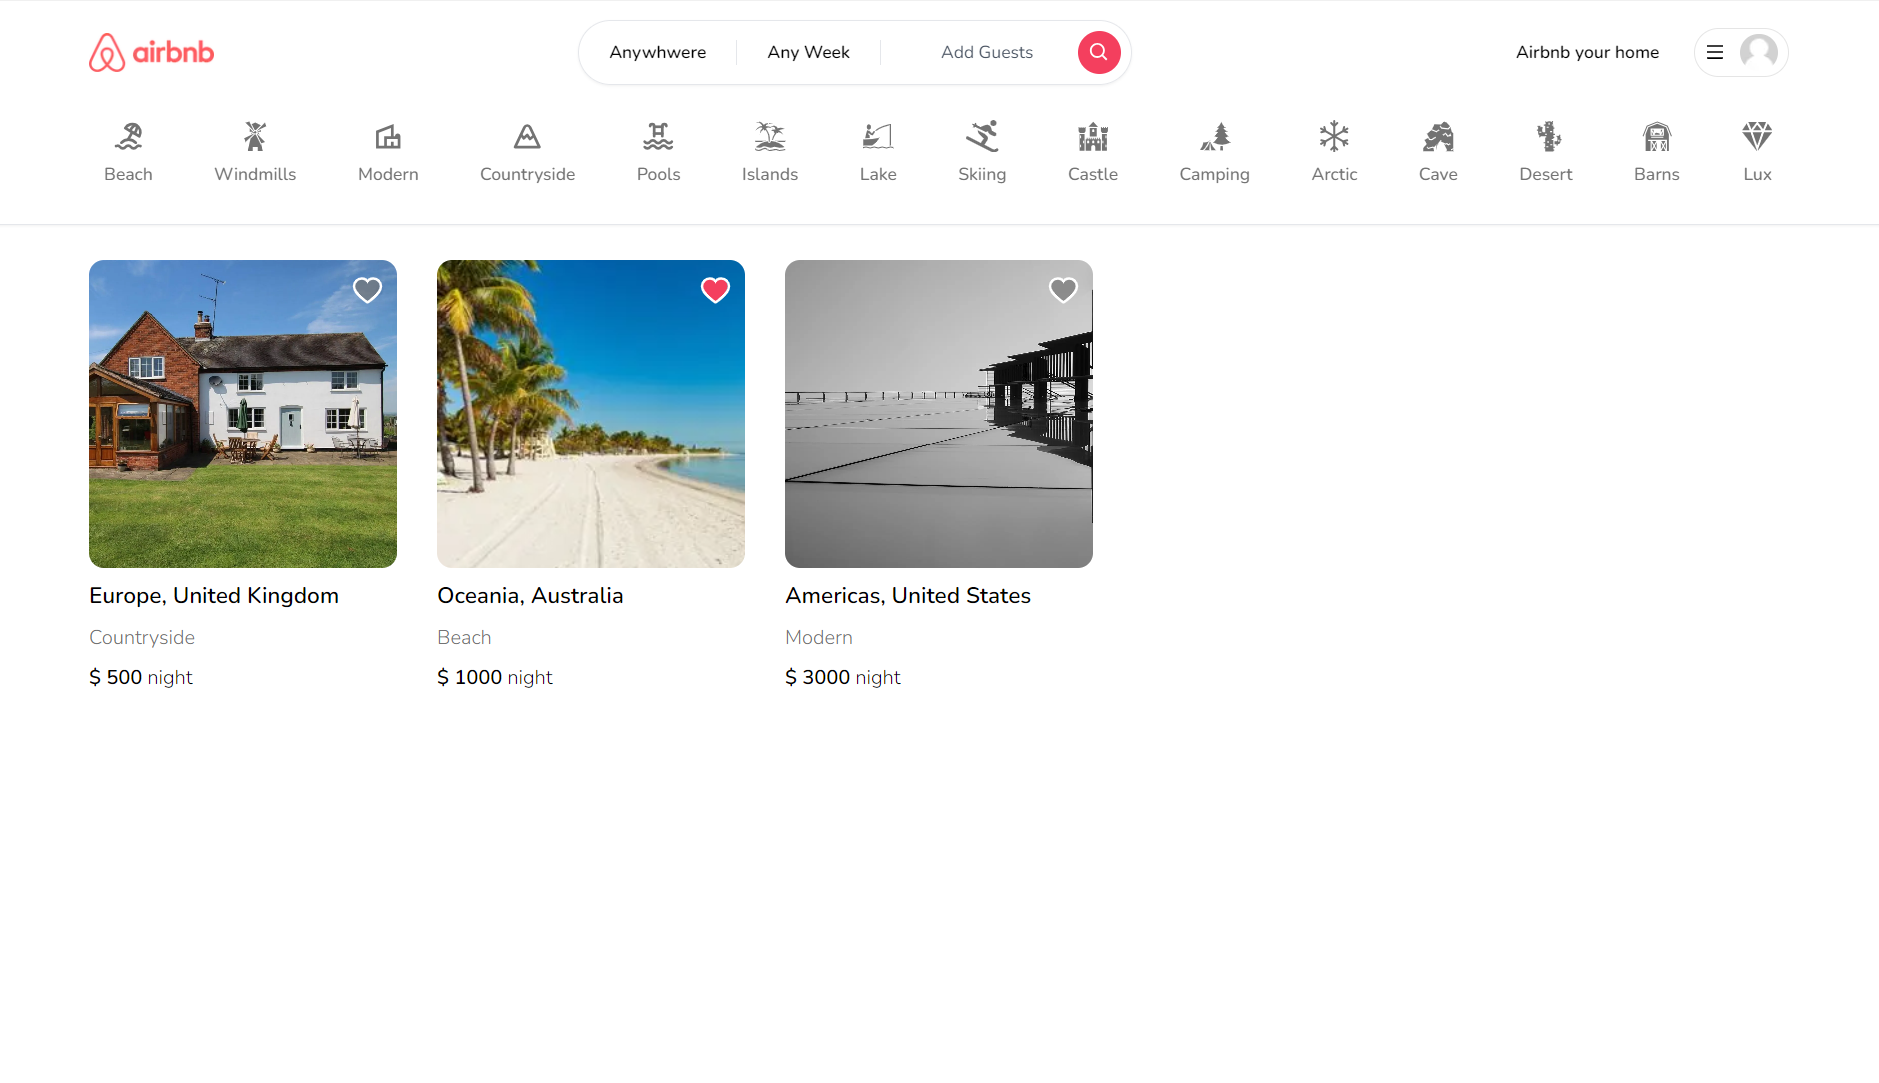 airbnb
Anywhwere
Any Week
Add Guests
Airbnb your home
Beach
Windmills
Modern
Countryside
Pools
Islands
Lake
Skiing
Castle
Camping
Arctic
Cave
Desert
Barns
Lux
Europe, United Kingdom
Countryside
$ 500 night
Oceania, Australia
Beach
$ 1000 night
Americas, United States
Modern
$ 3000 night